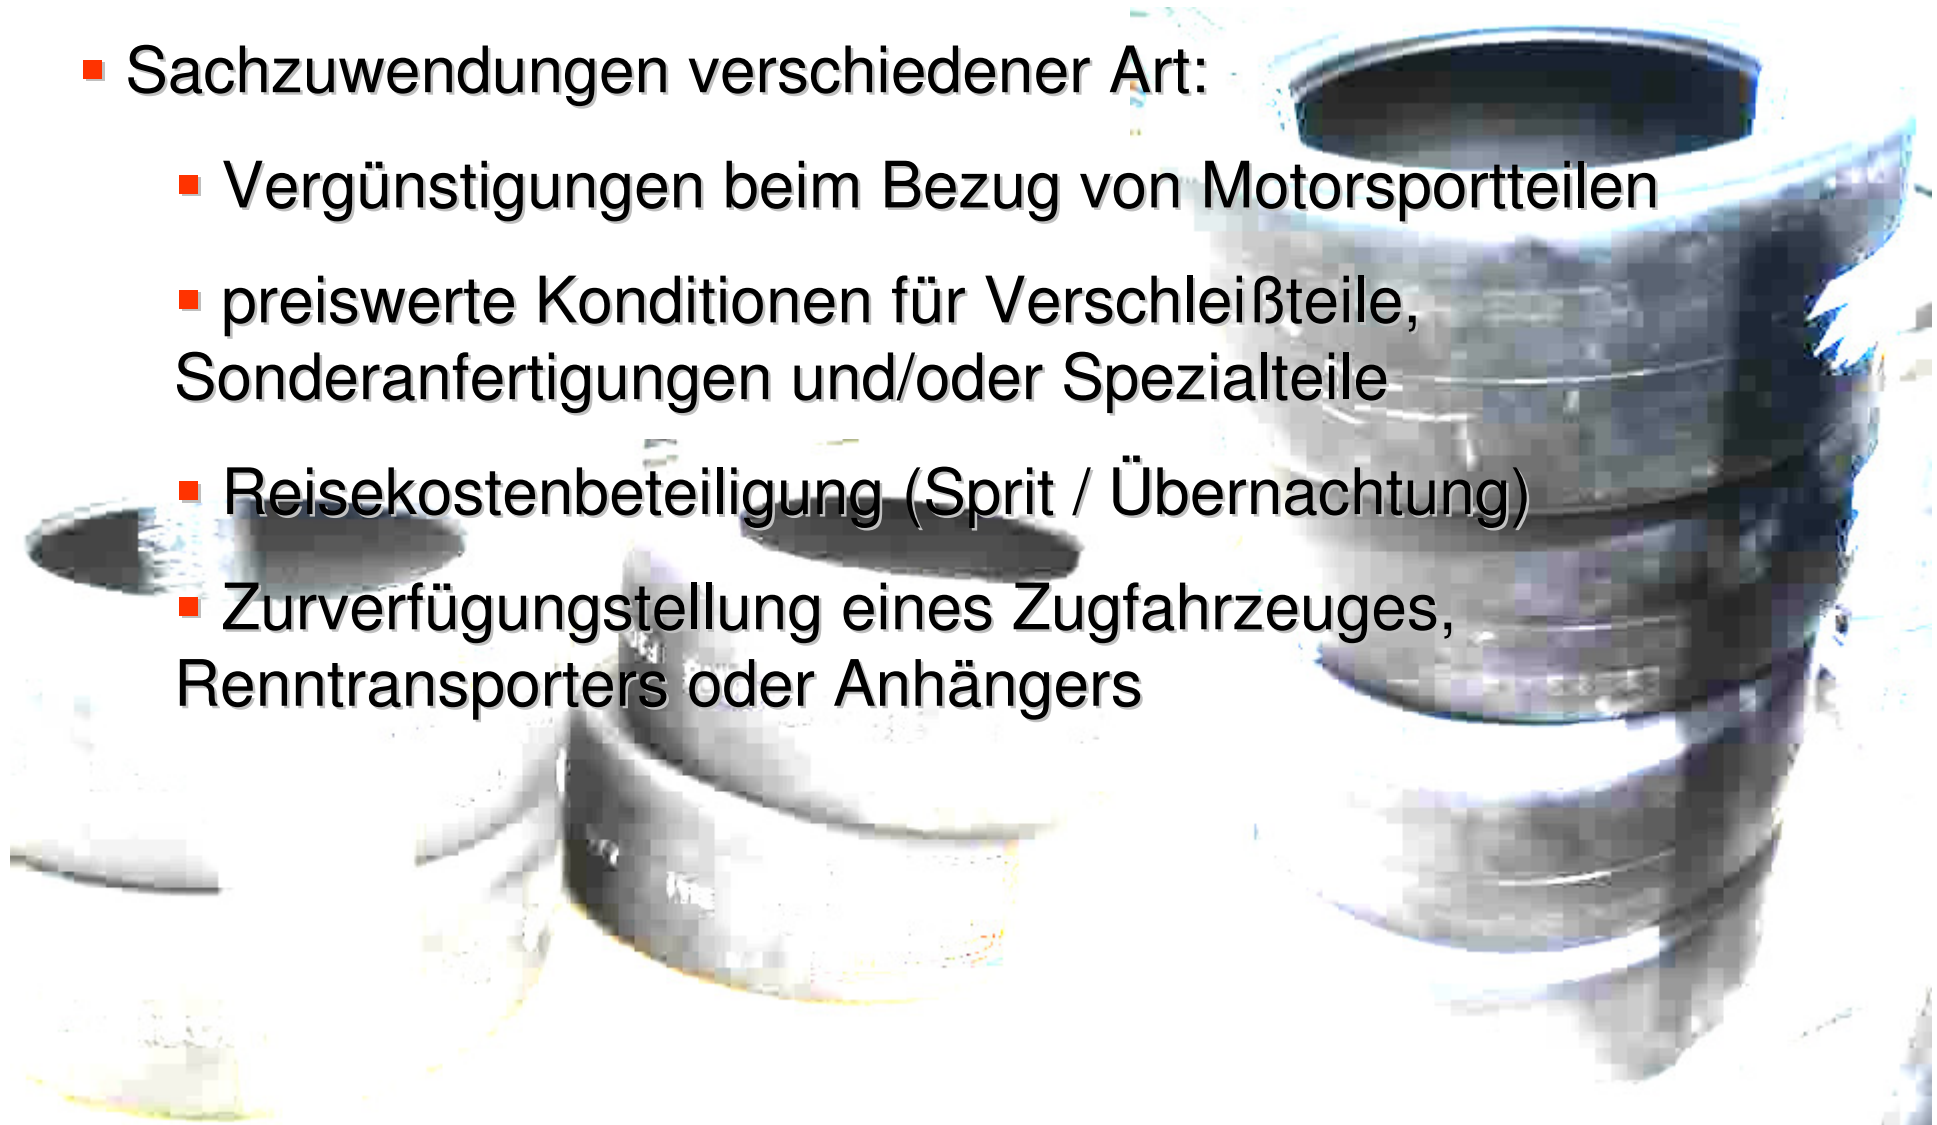 ▪ Sachzuwendungen verschiedener Art:
▪ Vergünstigungen beim Bezug von Motorsportteilen
▪ preiswerte Konditionen für Verschleißteile,
Sonderanfertigungen und/oder Spezialteile
▪ Reisekostenbeteiligung (Sprit / Übernachtung)
▪ Zurverfügungstellung eines Zugfahrzeuges,
Renntransporters oder Anhängers